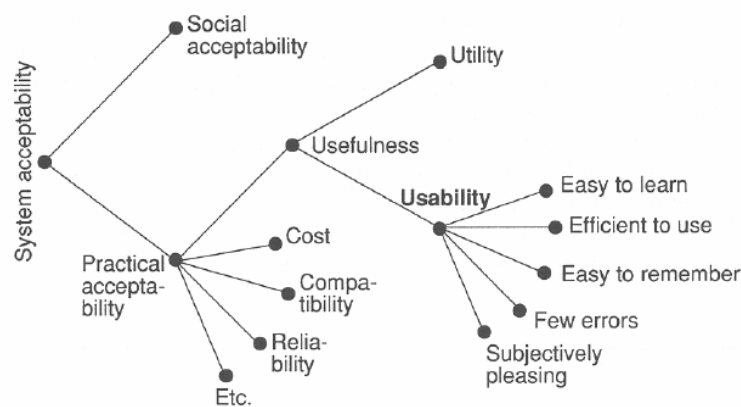 System acceptability
Social
acceptability
Utility
Usefulness
Usability
Easy to learn
Efficient to use
Easy to remember
Few errors
Subjectively
pleasing
Practical
accepta-
bility
Cost
Compa-
tibility
Relia-
bility
Etc.